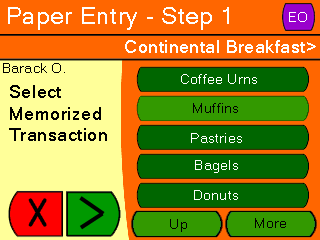 Paper Entry - Step 1
EO
Continental Breakfast>
Barack O.
Select
Memorized
Transaction
Coffee Urns
Muffins
Pastries
Bagels
Donuts
X
>
Up
More